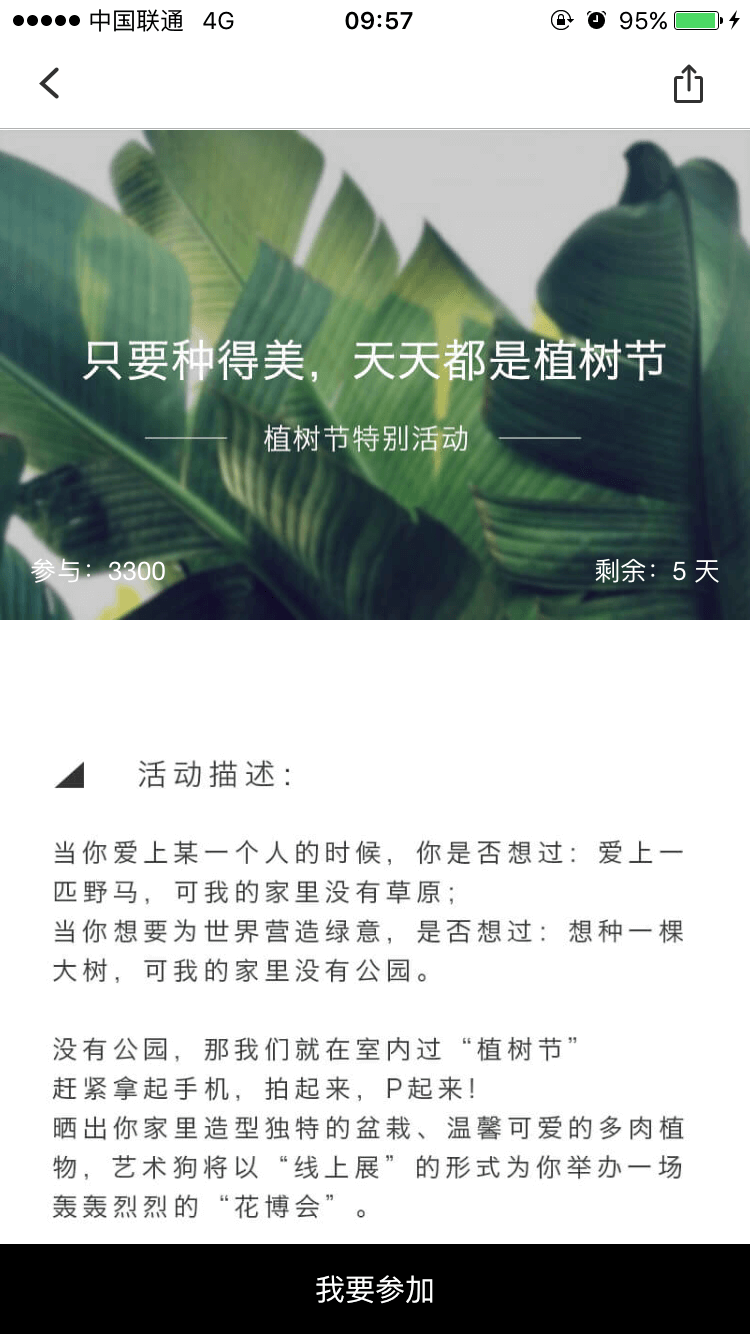 中国联通 4G 09:57 95%
只要种得美，天天都是植树节
植树节特别活动
参与：3300 剩余：5 天
活动描述：
当你爱上某一个人的时候，你是否想过：爱上一
匹野马，可我的家里没有草原；
当你想要为世界营造绿意，是否想过：想种一棵
大树，可我的家里没有公园。
没有公园，那我们就在室内过“植树节”
赶紧拿起手机，拍起来，P起来！
晒出你家里造型独特的盆栽、温馨可爱的多肉植
物，艺术狗将以“线上展”的形式为你举办一场
轰轰烈烈的“花博会”。
我要参加